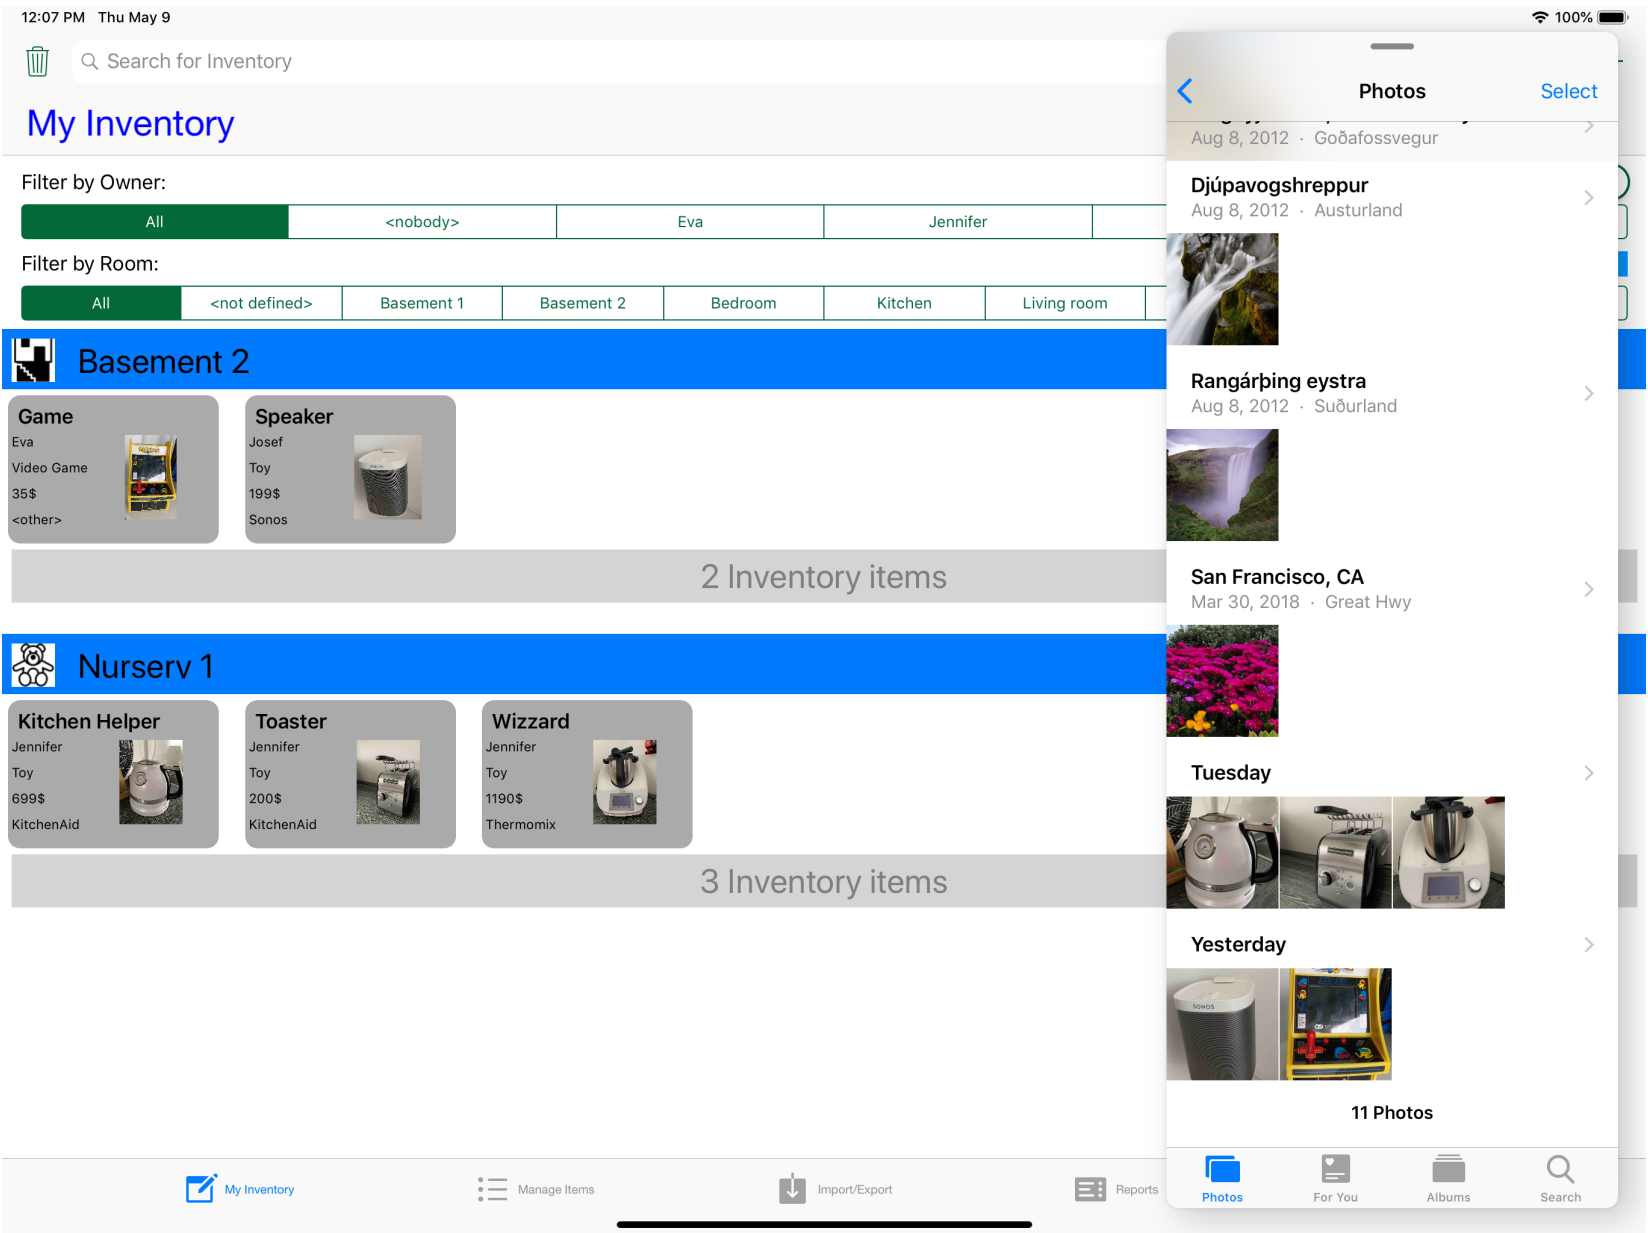 12:07 PM Thu May 9
100%
Search for Inventory
My Inventory
Filter by Owner:
All
<nobody>
Eva
Jennifer
Filter by Room:
All
<not defined>
Basement 1
Basement 2
Bedroom
Kitchen
Living room
Basement 2
Game
Eva
Video Game
35$
<other>
Speaker
Josef
Toy
199$
Sonos
2 Inventory items
Nurserv 1
Kitchen Helper
Jennifer
Toy
699$
KitchenAid
Toaster
Jennifer
Toy
200$
KitchenAid
Wizzard
Jennifer
Toy
1190$
Thermomix
3 Inventory items
My Inventory
Manage Items
Import/Export
Reports
Photos
Select
Aug 8, 2012 · Goðafossvegur
Djúpavogshreppur
Aug 8, 2012 · Austurland
Rangárþing eystra
Aug 8, 2012 · Suðurland
San Francisco, CA
Mar 30, 2018 · Great Hwy
Tuesday
Yesterday
SONOS
11 Photos
Photos
For You
Albums
Search